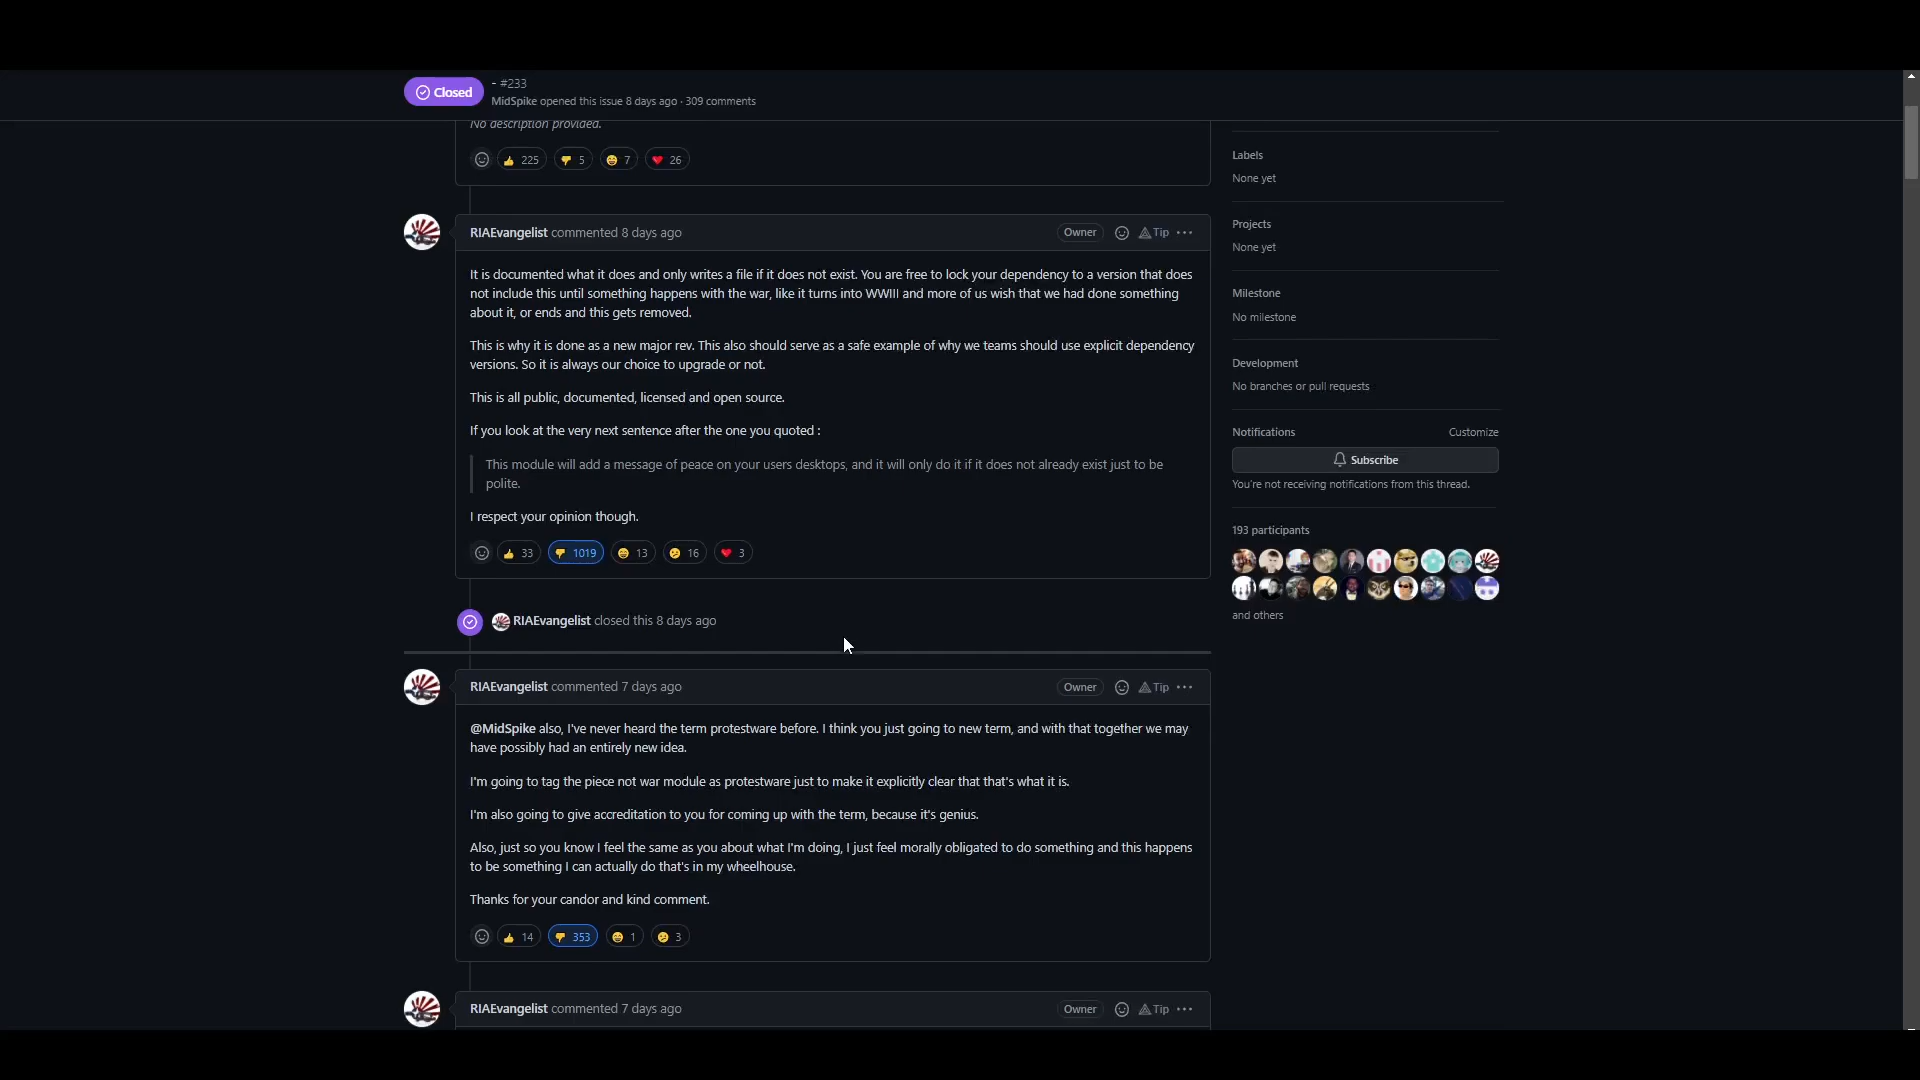 Closed
- #233
MidSpike opened this issue 8 days ago · 309 comments
No description provided.
225 5 7 26
RIAEvangelist commented 8 days ago
Owner
Tip
It is documented what it does and only writes a file if it does not exist. You are free to lock your dependency to a version that does
not include this until something happens with the war, like it turns into WWIII and more of us wish that we had done something
about it, or ends and this gets removed.
This is why it is done as a new major rev. This also should serve as a safe example of why we teams should use explicit dependency
versions. So it is always our choice to upgrade or not.
This is all public, documented, licensed and open source.
If you look at the very next sentence after the one you quoted :
This module will add a message of peace on your users desktops, and it will only do it if it does not already exist just to be
polite.
I respect your opinion though.
33 1019 13 16 3
RIAEvangelist closed this 8 days ago
RIAEvangelist commented 7 days ago
Owner
Tip
@MidSpike also, I've never heard the term protestware before. I think you just going to new term, and with that together we may
have possibly had an entirely new idea.
I'm going to tag the piece not war module as protestware just to make it explicitly clear that that's what it is.
I'm also going to give accreditation to you for coming up with the term, because it's genius.
Also, just so you know I feel the same as you about what I'm doing, I just feel morally obligated to do something and this happens
to be something I can actually do that's in my wheelhouse.
Thanks for your candor and kind comment.
14 353 1 3
RIAEvangelist commented 7 days ago
Owner
Tip
Labels
None yet
Projects
None yet
Milestone
No milestone
Development
No branches or pull requests
Notifications
Customize
Subscribe
You're not receiving notifications from this thread.
193 participants
and others